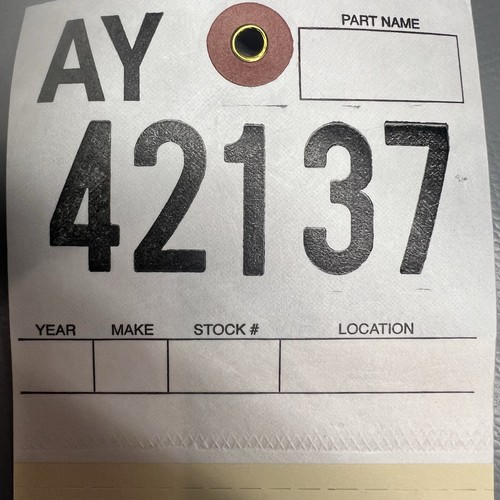 AY
PART NAME
42137
YEAR MAKE STOCK # LOCATION